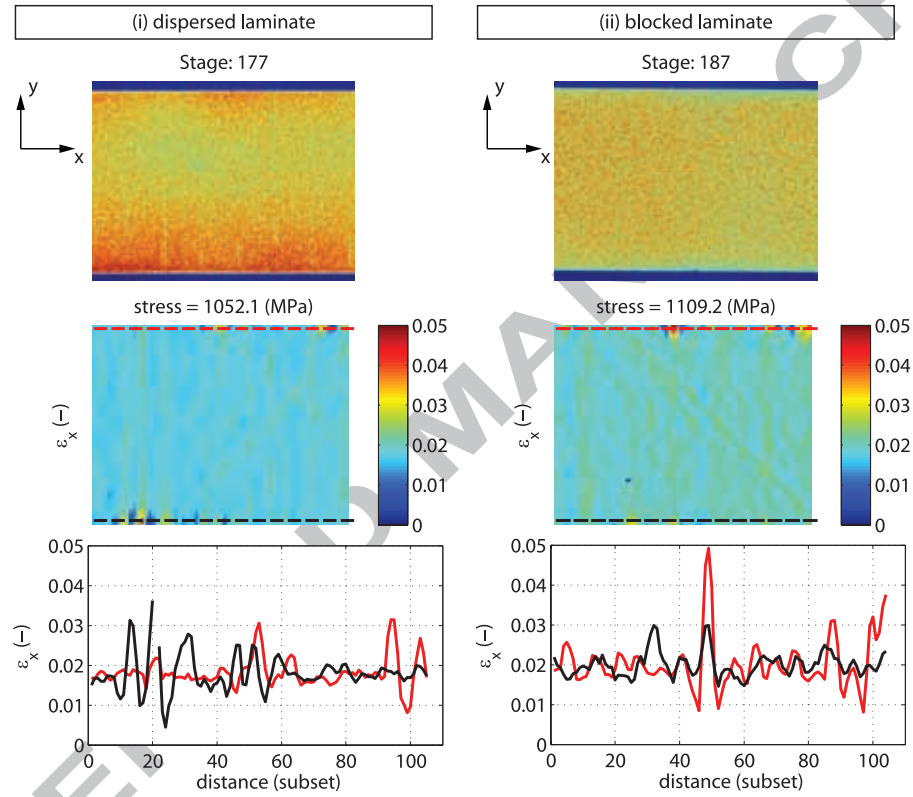 (i) dispersed laminate
(ii) blocked laminate
Stage: 177
Stage: 187
y
x
y
x
stress = 1052.1 (MPa)
stress = 1109.2 (MPa)
ε_x (−)
0.05
0.04
0.03
0.02
0.01
0
ε_x (−)
0.05
0.04
0.03
0.02
0.01
0
ε_x (−)
0.05
0.04
0.03
0.02
0.01
0
0 20 40 60 80 100
distance (subset)
ε_x (−)
0.05
0.04
0.03
0.02
0.01
0
0 20 40 60 80 100
distance (subset)